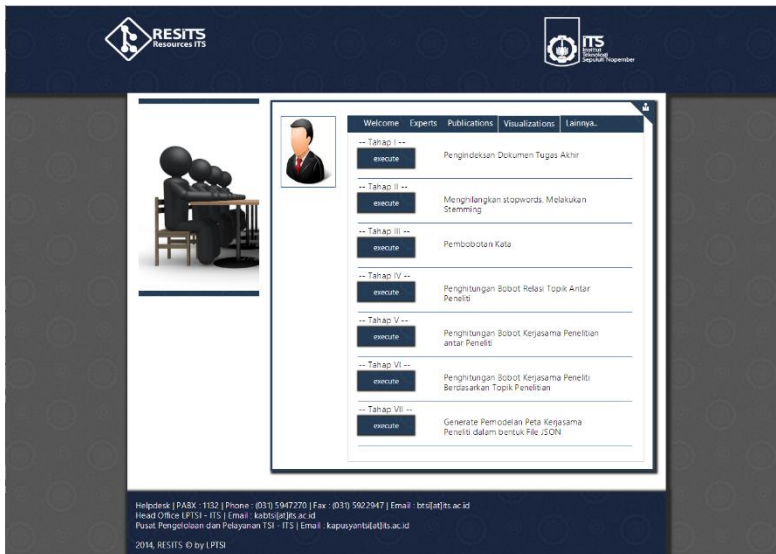 RESITS
Resources ITS
ITS
Institut
Teknologi
Sepuluh Nopember
Welcome Experts Publications Visualizations Lainnya..
-- Tahap I --
execute Pengindeksan Dokumen Tugas Akhir
-- Tahap II --
execute Menghilangkan stopwords, Melakukan
Stemming
-- Tahap III --
execute Pembobotan Kata
-- Tahap IV --
execute Penghitungan Bobot Relasi Topik Antar
Peneliti
-- Tahap V --
execute Penghitungan Bobot Kerjasama Penelitian
antar Peneliti
-- Tahap VI --
execute Penghitungan Bobot Kerjasama Peneliti
Berdasarkan Topik Penelitian
-- Tahap VII --
execute Generate Pemodelan Peta Kerjasama
Peneliti dalam bentuk File JSON
Helpdesk | PABX : 1132 | Phone : (031) 5947270 | Fax : (031) 5922947 | Email : btsi[at]its.ac.id
Head Office LPTSI - ITS | Email : kabtsi[at]its.ac.id
Pusat Pengelolaan dan Pelayanan TSI - ITS | Email : kapusyantsi[at]its.ac.id
2014, RESITS © by LPTSI